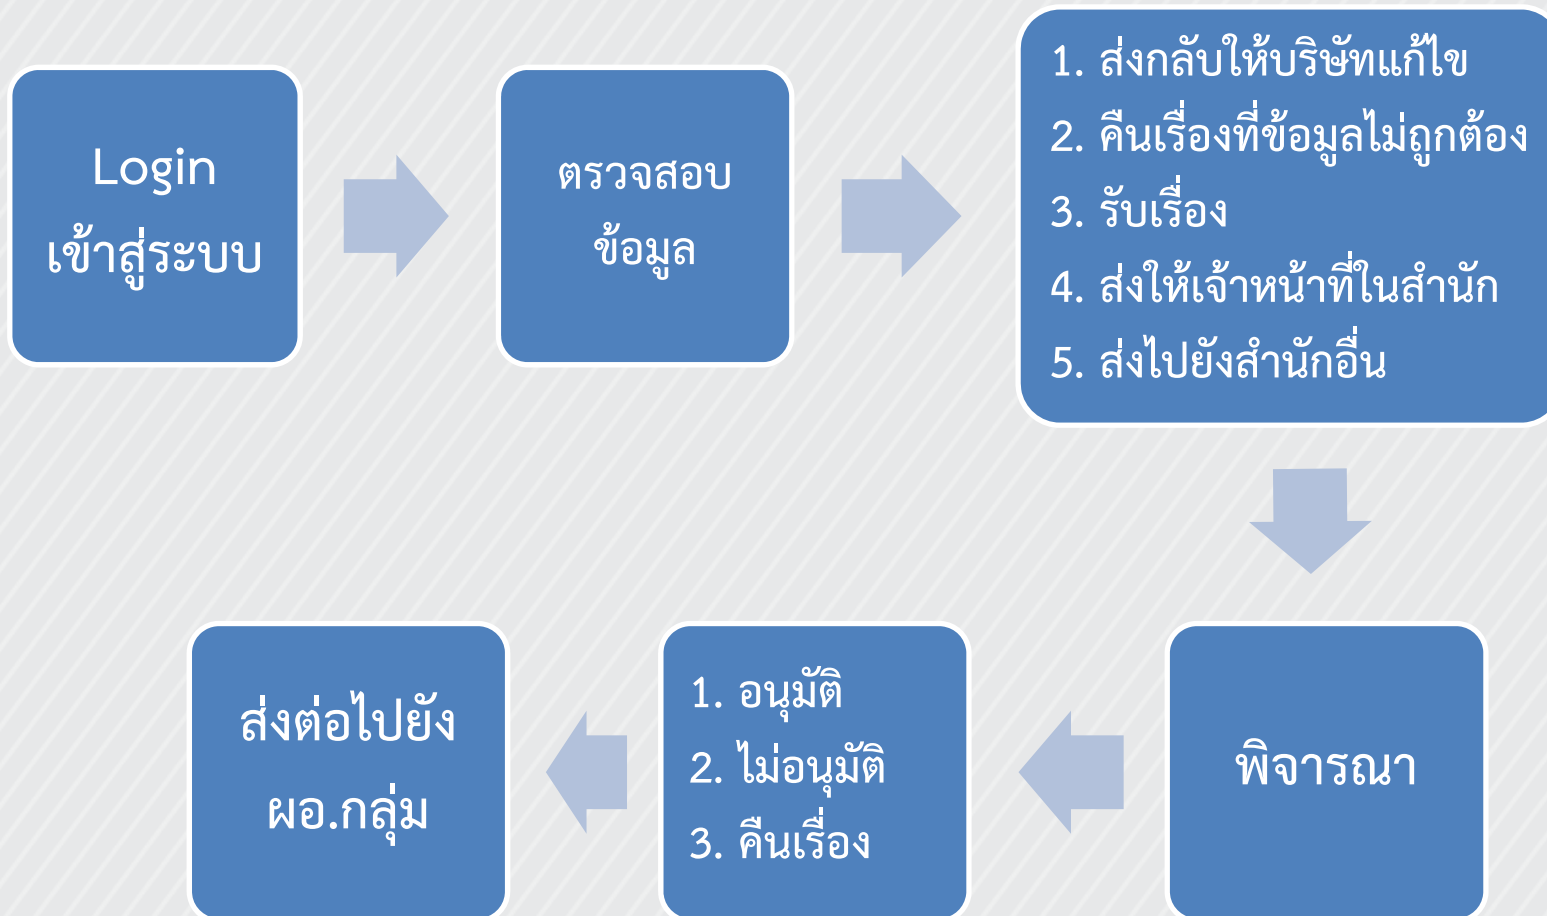 Login
เข้าสู่ระบบ
ตรวจสอบ
ข้อมูล
1. ส่งกลับให้บริษัทแก้ไข
2. คืนเรื่องที่ข้อมูลไม่ถูกต้อง
3. รับเรื่อง
4. ส่งให้เจ้าหน้าที่ในสำนัก
5. ส่งไปยังสำนักอื่น
พิจารณา
1. อนุมัติ
2. ไม่อนุมัติ
3. คืนเรื่อง
ส่งต่อไปยัง
ผอ.กลุ่ม